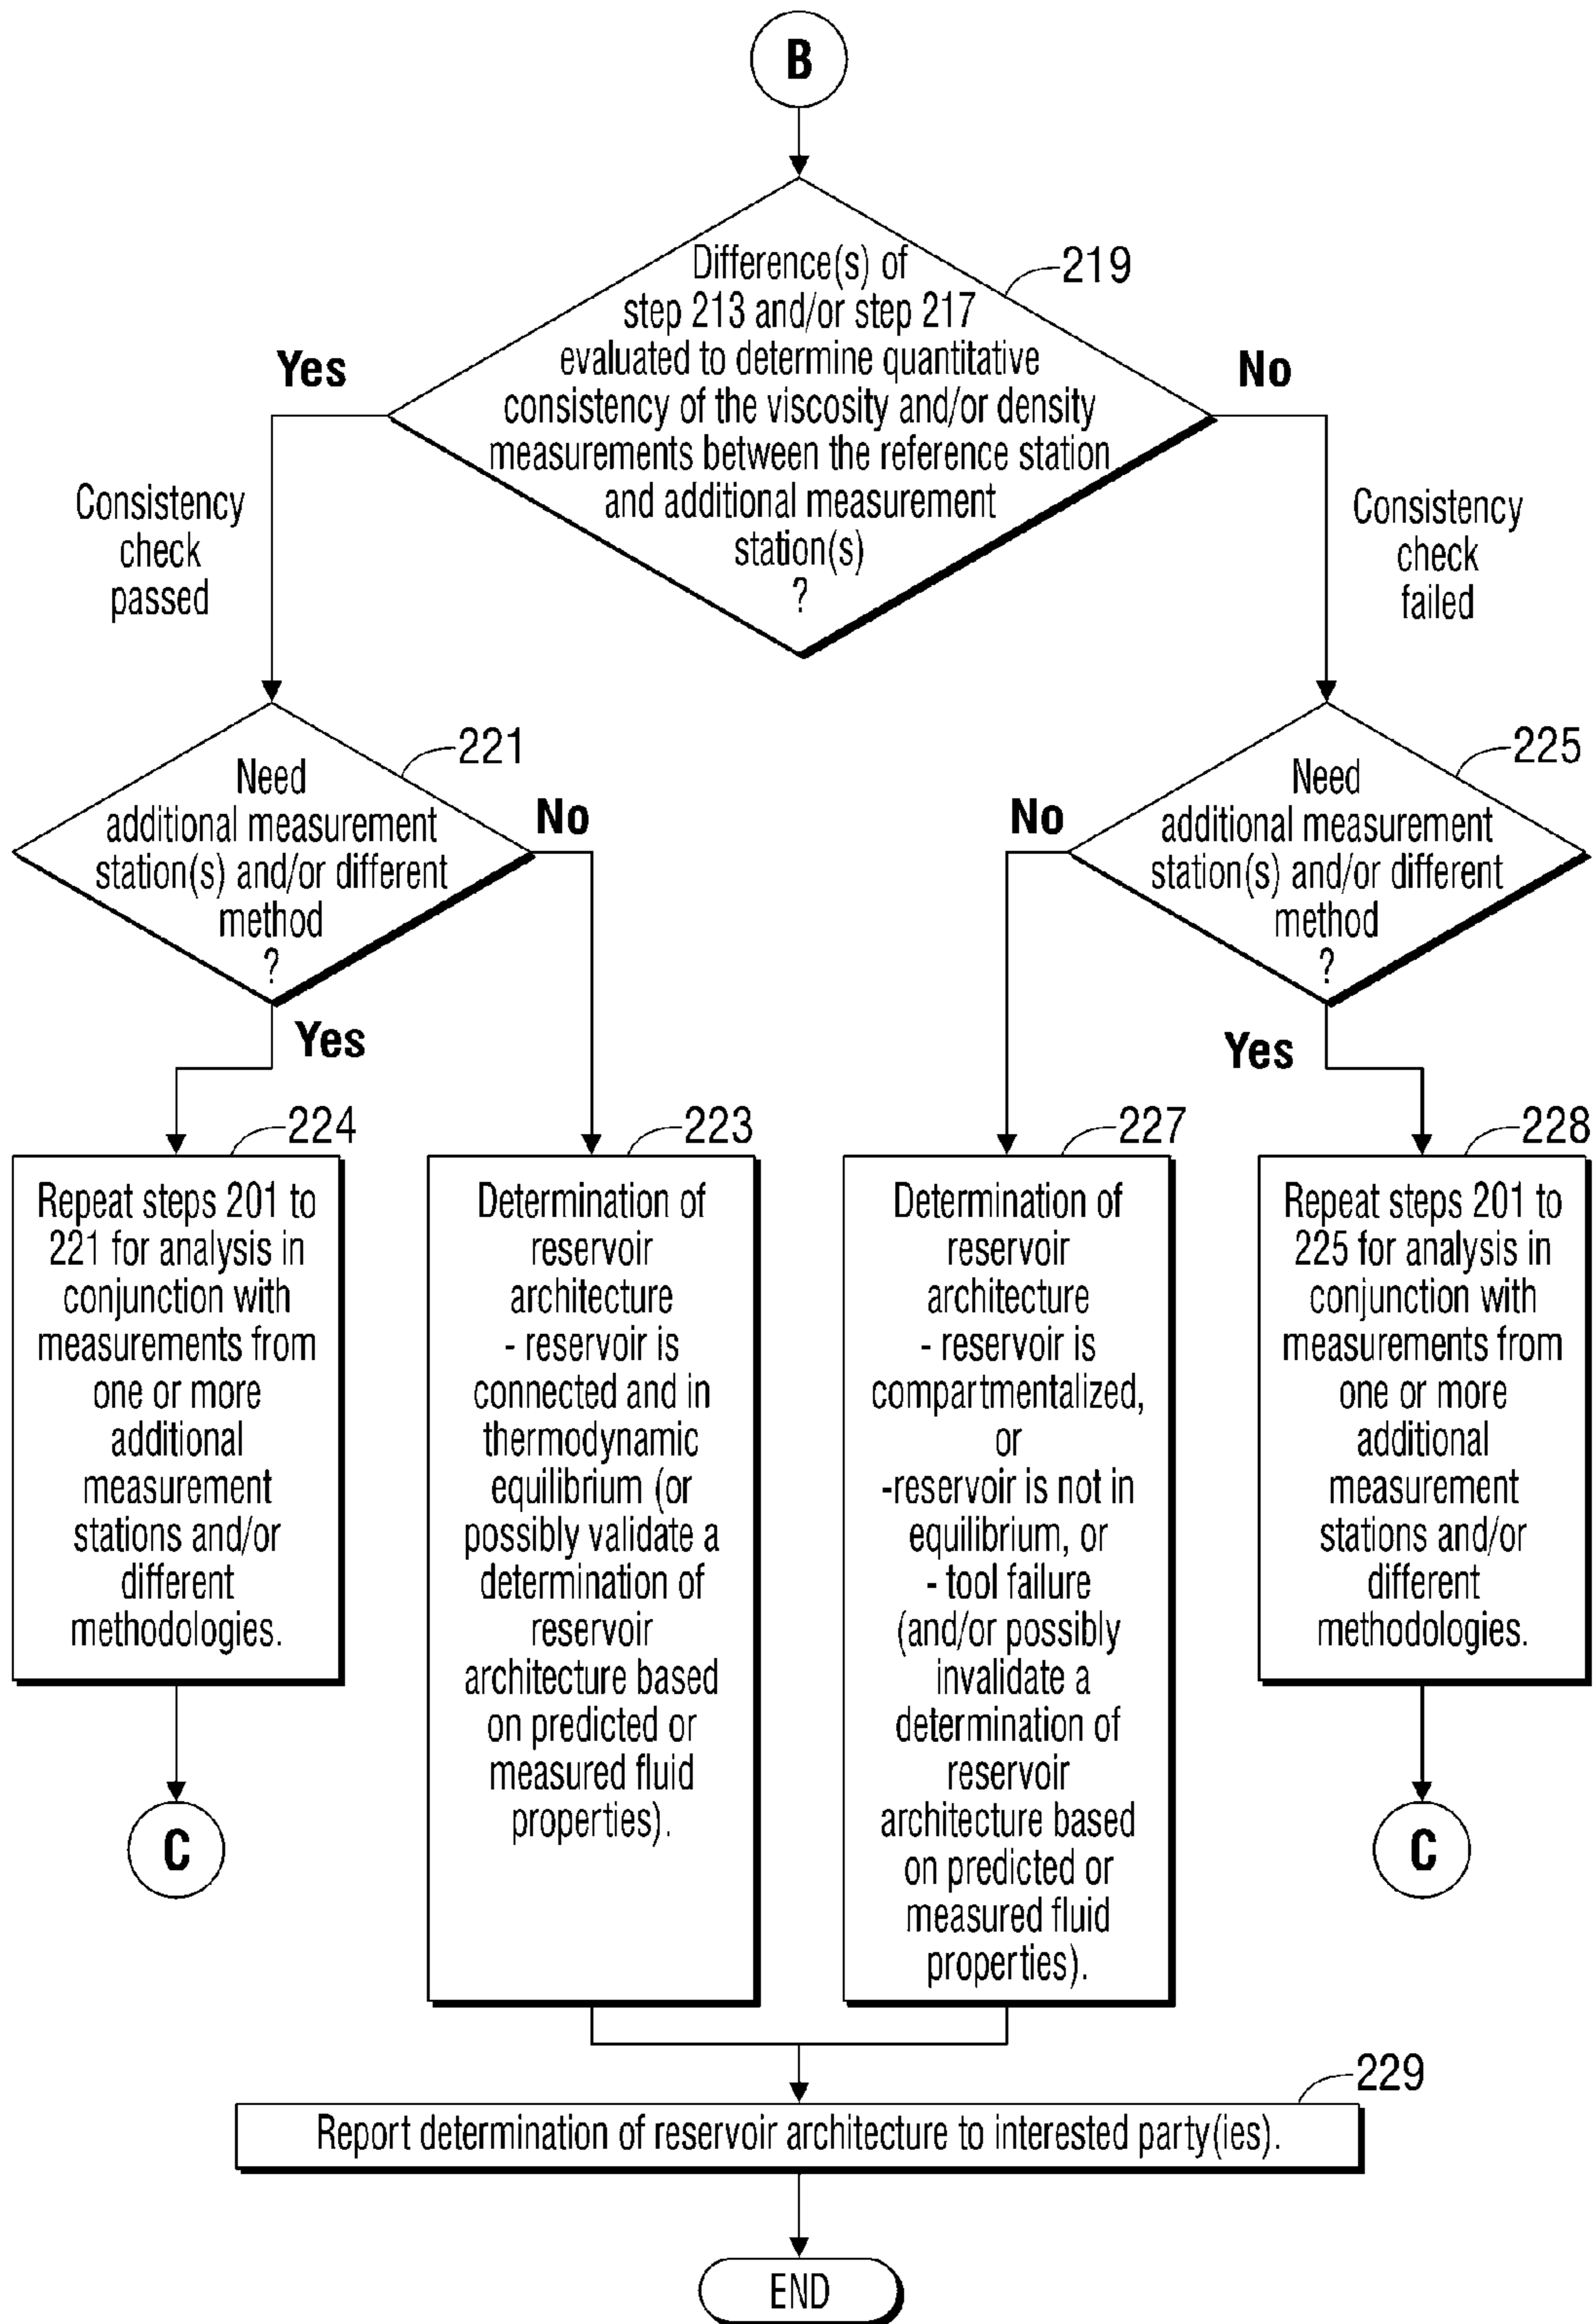 B
Difference(s) of
step 213 and/or step 217
evaluated to determine quantitative
consistency of the viscosity and/or density
measurements between the reference station
and additional measurement
station(s)
?
219
Yes
No
Consistency
check
passed
Consistency
check
failed
Need
additional measurement
station(s) and/or different
method
?
221
No
Yes
Need
additional measurement
station(s) and/or different
method
?
225
No
Yes
224
Repeat steps 201 to
221 for analysis in
conjunction with
measurements from
one or more
additional
measurement
stations and/or
different
methodologies.
C
223
Determination of
reservoir
architecture
- reservoir is
connected and in
thermodynamic
equilibrium (or
possibly validate a
determination of
reservoir
architecture based
on predicted or
measured fluid
properties).
227
Determination of
reservoir
architecture
- reservoir is
compartmentalized,
or
-reservoir is not in
equilibrium, or
- tool failure
(and/or possibly
invalidate a
determination of
reservoir
architecture based
on predicted or
measured fluid
properties).
228
Repeat steps 201 to
225 for analysis in
conjunction with
measurements from
one or more
additional
measurement
stations and/or
different
methodologies.
C
229
Report determination of reservoir architecture to interested party(ies).
END